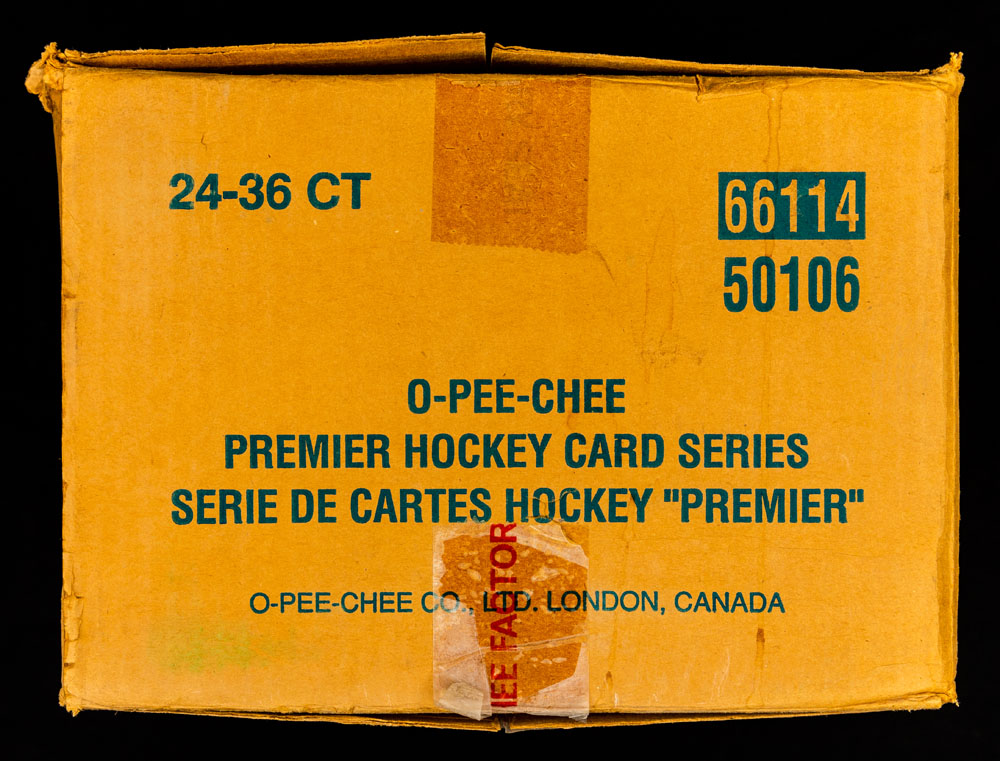 24-36 CT
66114
50106
O-PEE-CHEE
PREMIER HOCKEY CARD SERIES
SERIE DE CARTES HOCKEY "PREMIER"
O-PEE-CHEE CO., LTD. LONDON, CANADA
EE FACTOR